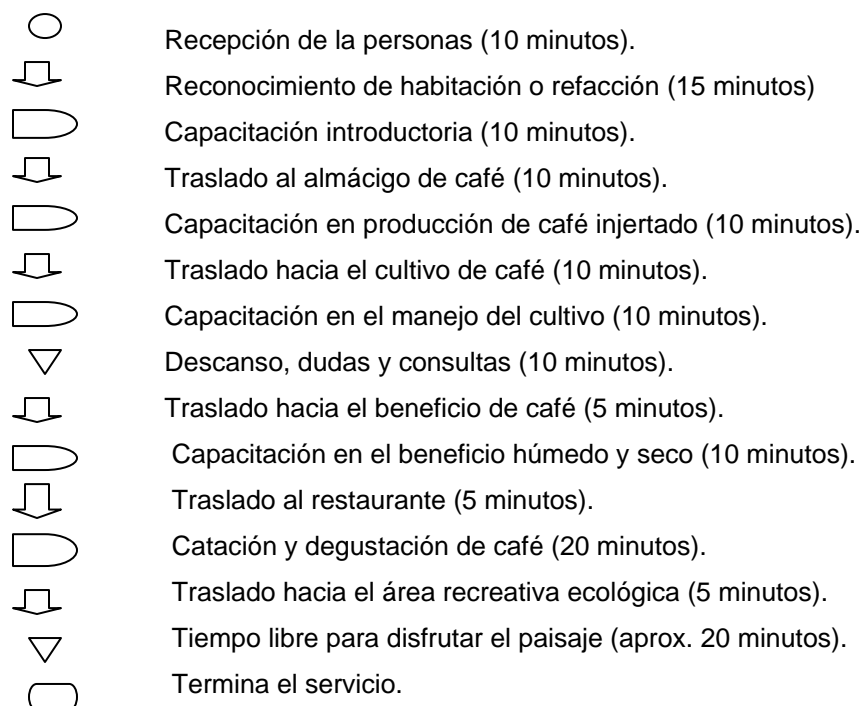 Recepción de la personas (10 minutos).
Reconocimiento de habitación o refacción (15 minutos)
Capacitación introductoria (10 minutos).
Traslado al almácigo de café (10 minutos).
Capacitación en producción de café injertado (10 minutos).
Traslado hacia el cultivo de café (10 minutos).
Capacitación en el manejo del cultivo (10 minutos).
Descanso, dudas y consultas (10 minutos).
Traslado hacia el beneficio de café (5 minutos).
Capacitación en el beneficio húmedo y seco (10 minutos).
Traslado al restaurante (5 minutos).
Catación y degustación de café (20 minutos).
Traslado hacia el área recreativa ecológica (5 minutos).
Tiempo libre para disfrutar el paisaje (aprox. 20 minutos).
Termina el servicio.